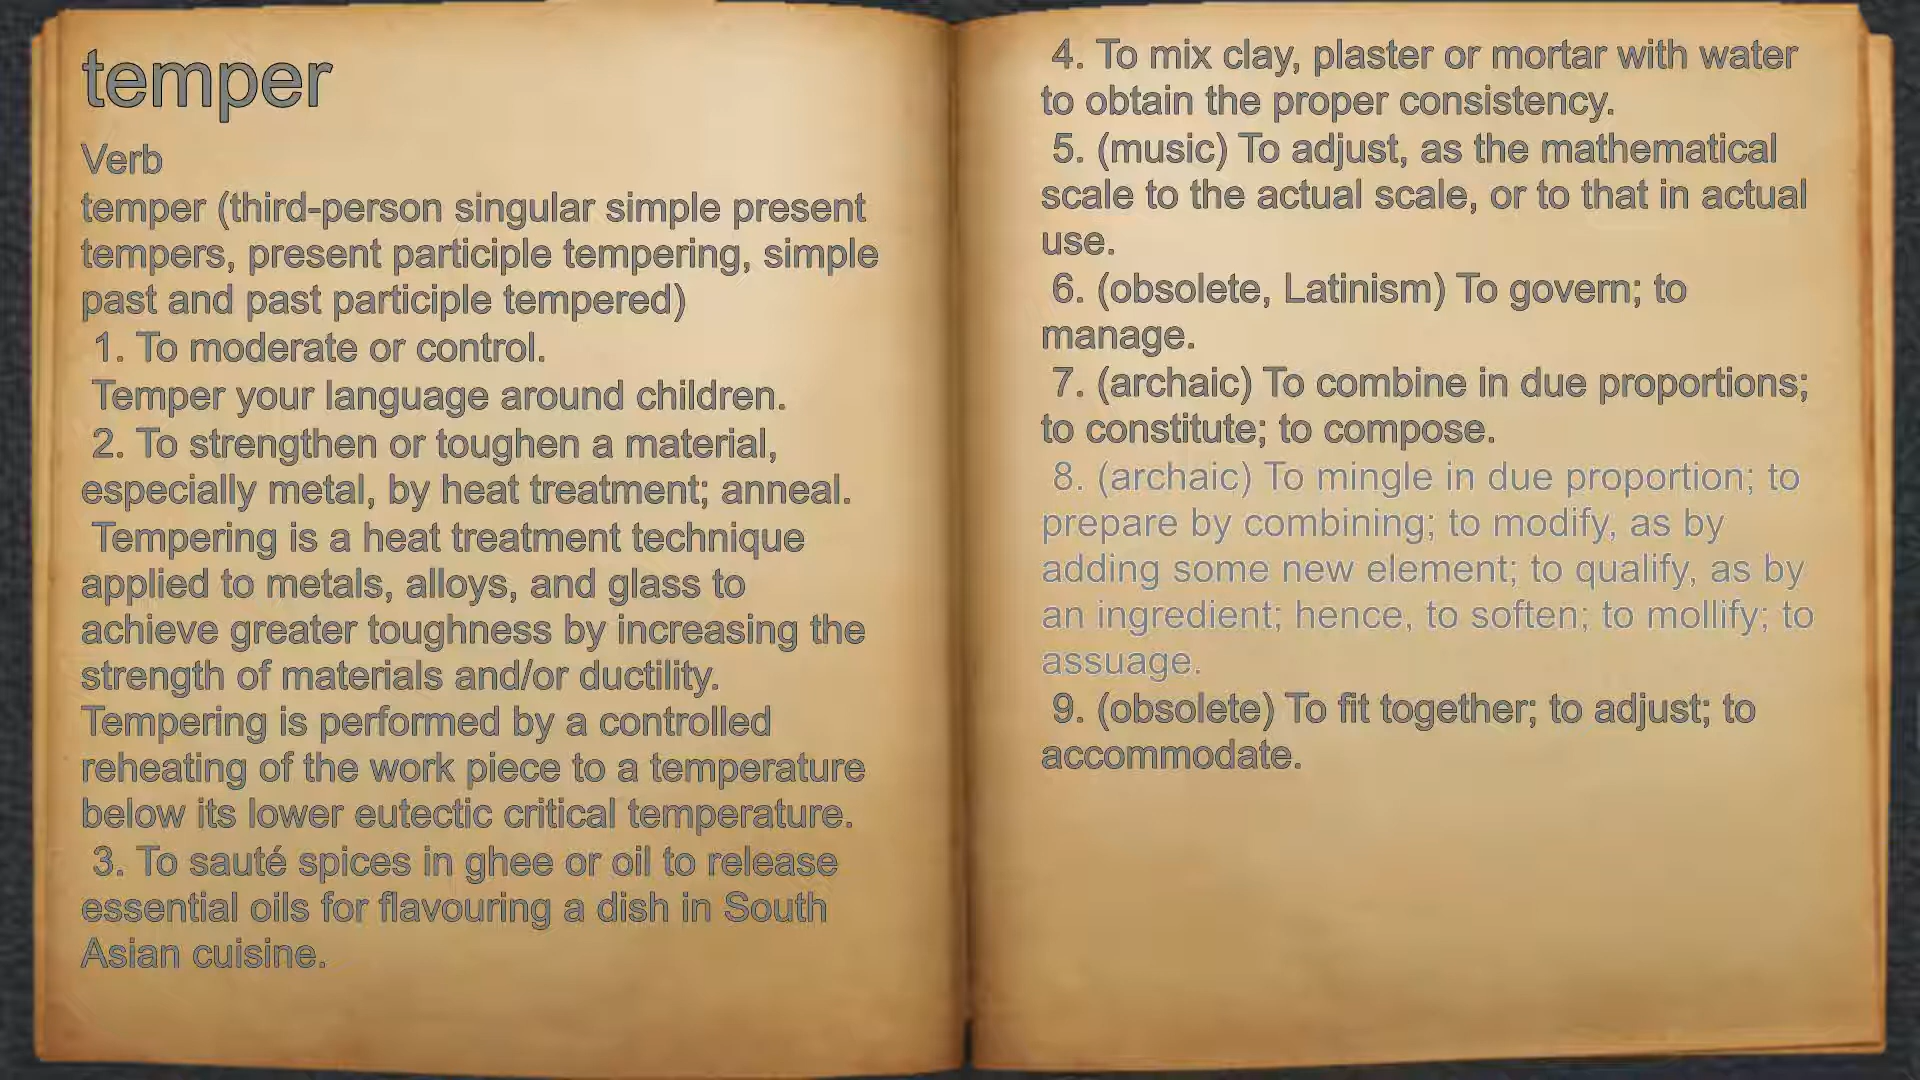 temper
Verb
temper (third-person singular simple present
tempers, present participle tempering, simple
past and past participle tempered)
1. To moderate or control.
Temper your language around children.
2. To strengthen or toughen a material,
especially metal, by heat treatment; anneal.
Tempering is a heat treatment technique
applied to metals, alloys, and glass to
achieve greater toughness by increasing the
strength of materials and/or ductility.
Tempering is performed by a controlled
reheating of the work piece to a temperature
below its lower eutectic critical temperature.
3. To sauté spices in ghee or oil to release
essential oils for flavouring a dish in South
Asian cuisine.
4. To mix clay, plaster or mortar with water
to obtain the proper consistency.
5. (music) To adjust, as the mathematical
scale to the actual scale, or to that in actual
use.
6. (obsolete, Latinism) To govern; to
manage.
7. (archaic) To combine in due proportions;
to constitute; to compose.
8. (archaic) To mingle in due proportion; to
prepare by combining; to modify, as by
adding some new element; to qualify, as by
an ingredient; hence, to soften; to mollify; to
assuage.
9. (obsolete) To fit together; to adjust; to
accommodate.